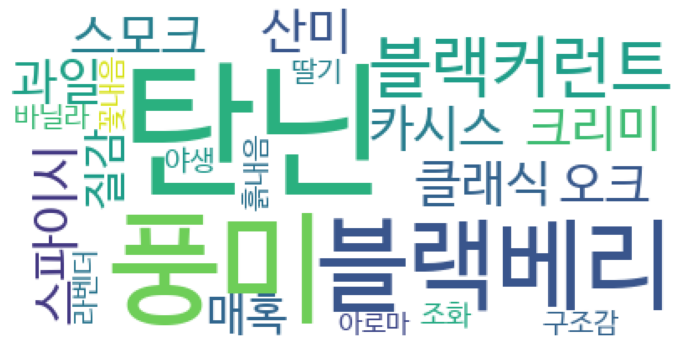 스모크
산미
블랙커런트
과일
풀내음
탄닌
딸기
바닐라
카시스
크리미
질감
야생
흙내음
클래식
오크
스파이시
라벤더
풍미
블랙베리
매혹
아로마
조화
구조감